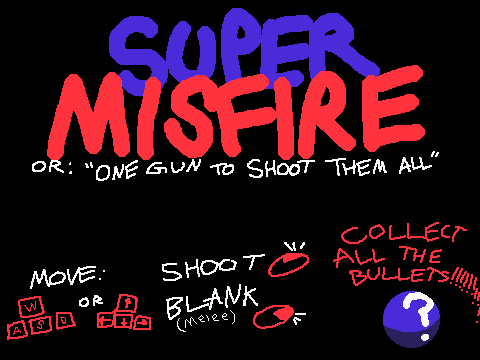 SUPER
MISFIRE
OR: "ONE GUN TO SHOOT THEM ALL"
MOVE:
W
OR
A S D
SHOOT
BLANK
(Melee)
COLLECT
ALL THE
BULLETS!!!!!!
?